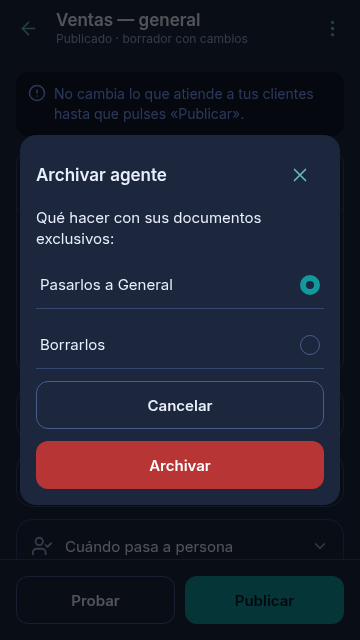 Ventas — general
Publicado · borrador con cambios
No cambia lo que atiende a tus clientes
hasta que pulses «Publicar».
Archivar agente
Qué hacer con sus documentos
exclusivos:
Pasarlos a General
Borrarlos
Cancelar
Archivar
Cuándo pasa a persona
Probar
Publicar